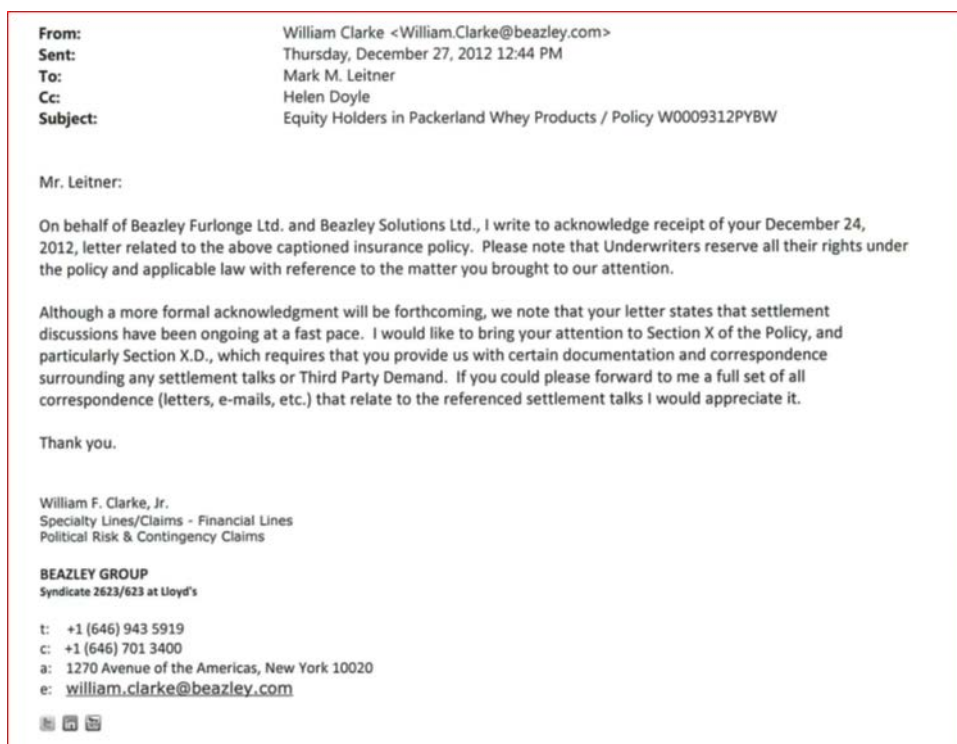 From: William Clarke <William.Clarke@beazley.com>
Sent: Thursday, December 27, 2012 12:44 PM
To: Mark M. Leitner
Cc: Helen Doyle
Subject: Equity Holders in Packerland Whey Products / Policy W0009312PYBW
Mr. Leitner:
On behalf of Beazley Furlonge Ltd. and Beazley Solutions Ltd., I write to acknowledge receipt of your December 24,
2012, letter related to the above captioned insurance policy.  Please note that Underwriters reserve all their rights under
the policy and applicable law with reference to the matter you brought to our attention.
Although a more formal acknowledgment will be forthcoming, we note that your letter states that settlement
discussions have been ongoing at a fast pace.  I would like to bring your attention to Section X of the Policy, and
particularly Section X.D., which requires that you provide us with certain documentation and correspondence
surrounding any settlement talks or Third Party Demand.  If you could please forward to me a full set of all
correspondence (letters, e-mails, etc.) that relate to the referenced settlement talks I would appreciate it.
Thank you.
William F. Clarke, Jr.
Specialty Lines/Claims - Financial Lines
Political Risk & Contingency Claims
BEAZLEY GROUP
Syndicate 2623/623 at Lloyd's
t: +1 (646) 943 5919
c: +1 (646) 701 3400
a: 1270 Avenue of the Americas, New York 10020
e: william.clarke@beazley.com